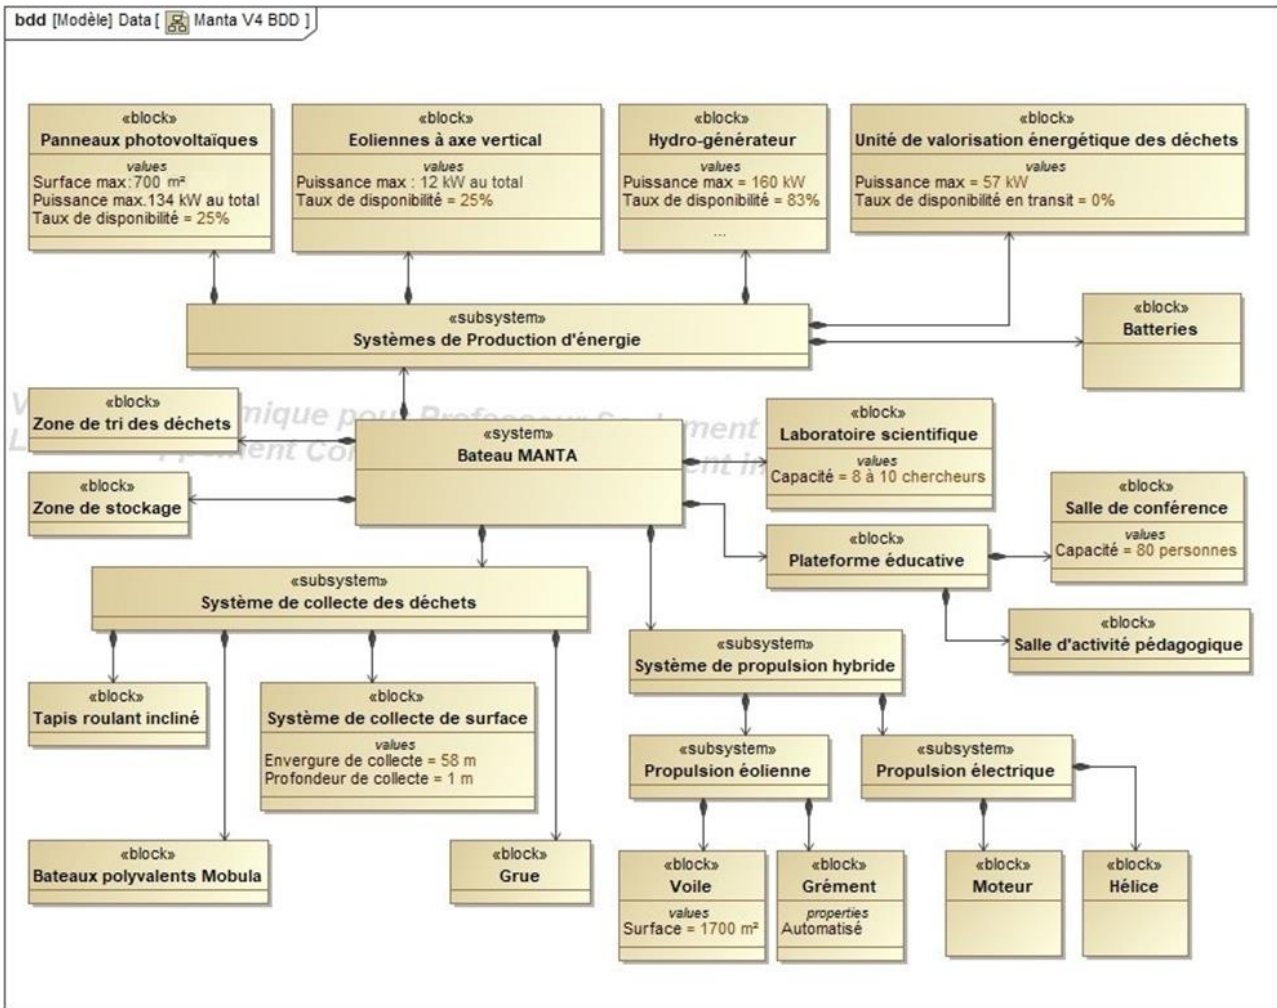 bdd [Modèle] Data [ Manta V4 BDD ]
«block»
Panneaux photovoltaïques
values
Surface max:700 m²
Puissance max.134 kW au total
Taux de disponibilité = 25%
«block»
Eoliennes à axe vertical
values
Puissance max : 12 kW au total
Taux de disponibilité = 25%
«block»
Hydro-générateur
values
Puissance max = 160 kW
Taux de disponibilité = 83%
...
«block»
Unité de valorisation énergétique des déchets
values
Puissance max = 57 kW
Taux de disponibilité en transit = 0%
«subsystem»
Systèmes de Production d'énergie
«block»
Batteries
«block»
Zone de tri des déchets
«system»
Bateau MANTA
«block»
Laboratoire scientifique
values
Capacité = 8 à 10 chercheurs
«block»
Zone de stockage
«block»
Salle de conférence
values
Capacité = 80 personnes
«block»
Plateforme éducative
«block»
Salle d'activité pédagogique
«subsystem»
Système de collecte des déchets
«subsystem»
Système de propulsion hybride
«block»
Tapis roulant incliné
«block»
Système de collecte de surface
values
Envergure de collecte = 58 m
Profondeur de collecte = 1 m
«subsystem»
Propulsion éolienne
«subsystem»
Propulsion électrique
«block»
Bateaux polyvalents Mobula
«block»
Grue
«block»
Voile
values
Surface = 1700 m²
«block»
Grément
properties
Automatisé
«block»
Moteur
«block»
Hélice